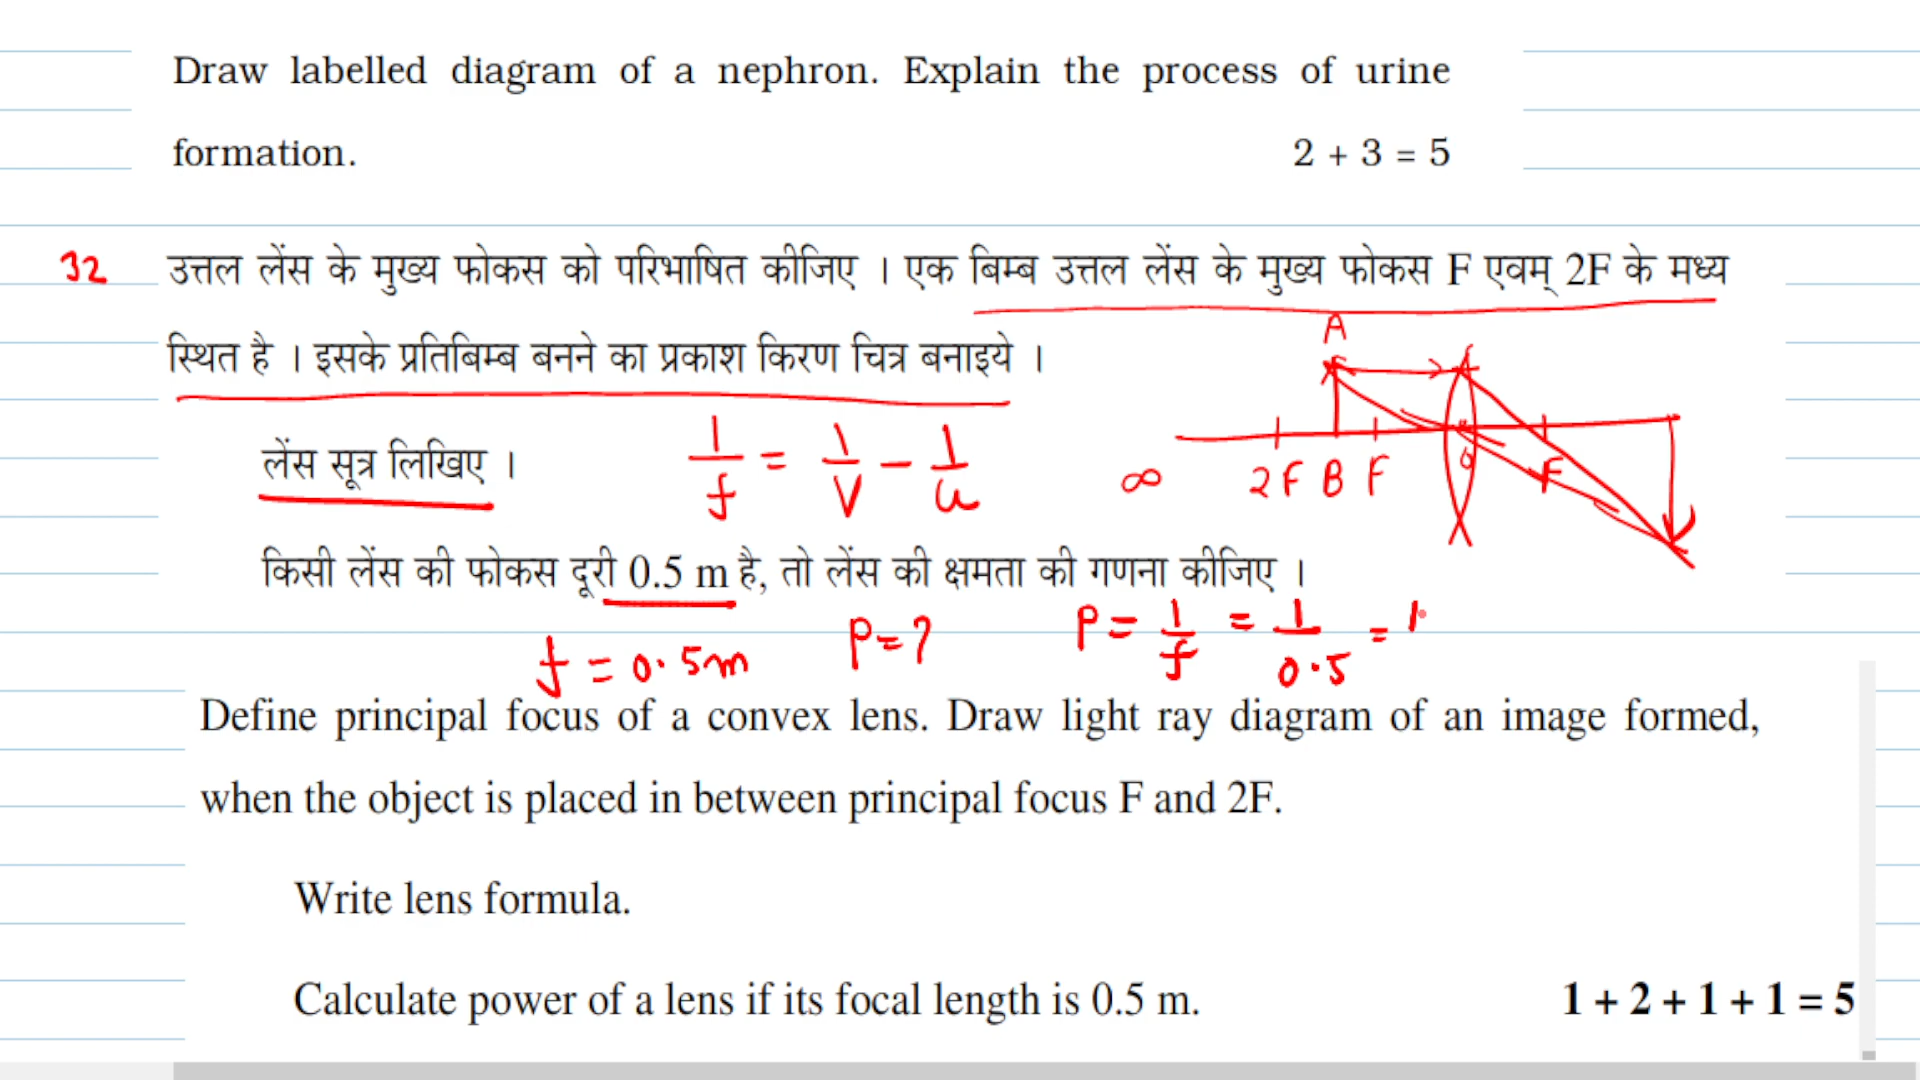 Draw labelled diagram of a nephron. Explain the process of urine
formation. 2 + 3 = 5
32 उत्तल लेंस के मुख्य फोकस को परिभाषित कीजिए । एक बिम्ब उत्तल लेंस के मुख्य फोकस F एवम् 2F के मध्य
स्थित है । इसके प्रतिबिम्ब बनने का प्रकाश किरण चित्र बनाइये ।
A
लेंस सूत्र लिखिए । 1/f = 1/v - 1/u
∞ 2F B F 0 F
किसी लेंस की फोकस दूरी 0.5 m है, तो लेंस की क्षमता की गणना कीजिए ।
f = 0.5m P=? P = 1/f = 1/0.5 = 1
Define principal focus of a convex lens. Draw light ray diagram of an image formed,
when the object is placed in between principal focus F and 2F.
Write lens formula.
Calculate power of a lens if its focal length is 0.5 m. 1 + 2 + 1 + 1 = 5